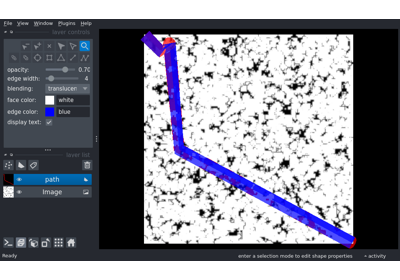 File View Window Plugins Help
layer controls
opacity: 0.70
edge width: 4
blending: translucen
face color: white
edge color: blue
display text:
layer list
path
Image
Ready
enter a selection mode to edit shape properties
activity